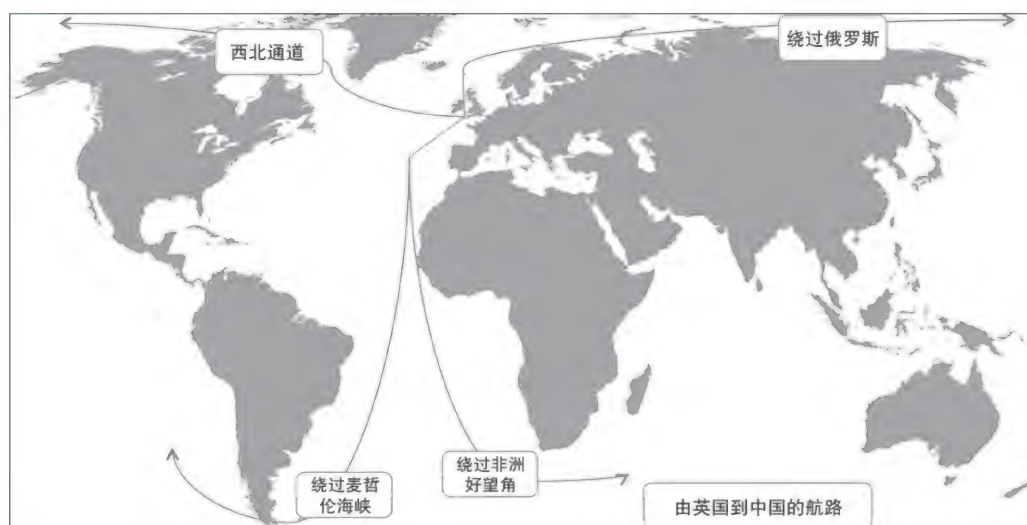 西北通道
绕过俄罗斯
绕过麦哲
伦海峡
绕过非洲
好望角
由英国到中国的航路